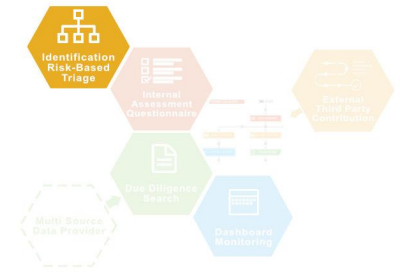 Identification
Risk-Based
Triage
Internal
Assessment
Questionnaire
External
Third Party
Contribution
Due Diligence
Search
Multi Source
Data Provider
Dashboard
Monitoring